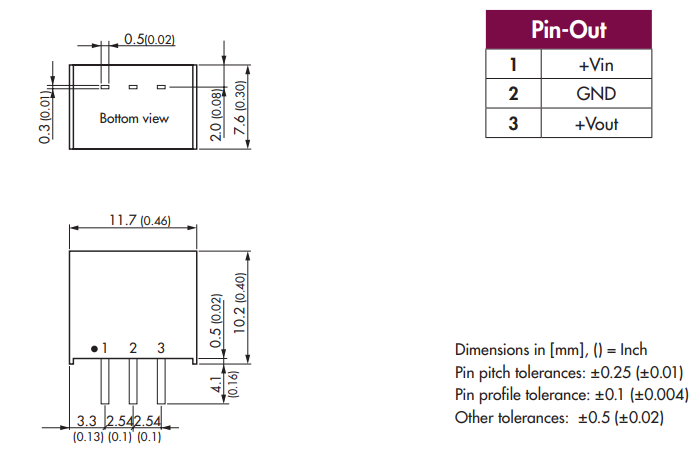 0.5(0.02)
0.3 (0.01)
Bottom view
2.0 (0.08)
7.6 (0.30)
Pin-Out
1 +Vin
2 GND
3 +Vout
11.7 (0.46)
0.5 (0.02)
10.2 (0.40)
1 2 3
4.1
(0.16)
3.3 2.54 2.54
(0.13) (0.1) (0.1)
Dimensions in [mm], () = Inch
Pin pitch tolerances: ±0.25 (±0.01)
Pin profile tolerance: ±0.1 (±0.004)
Other tolerances: ±0.5 (±0.02)